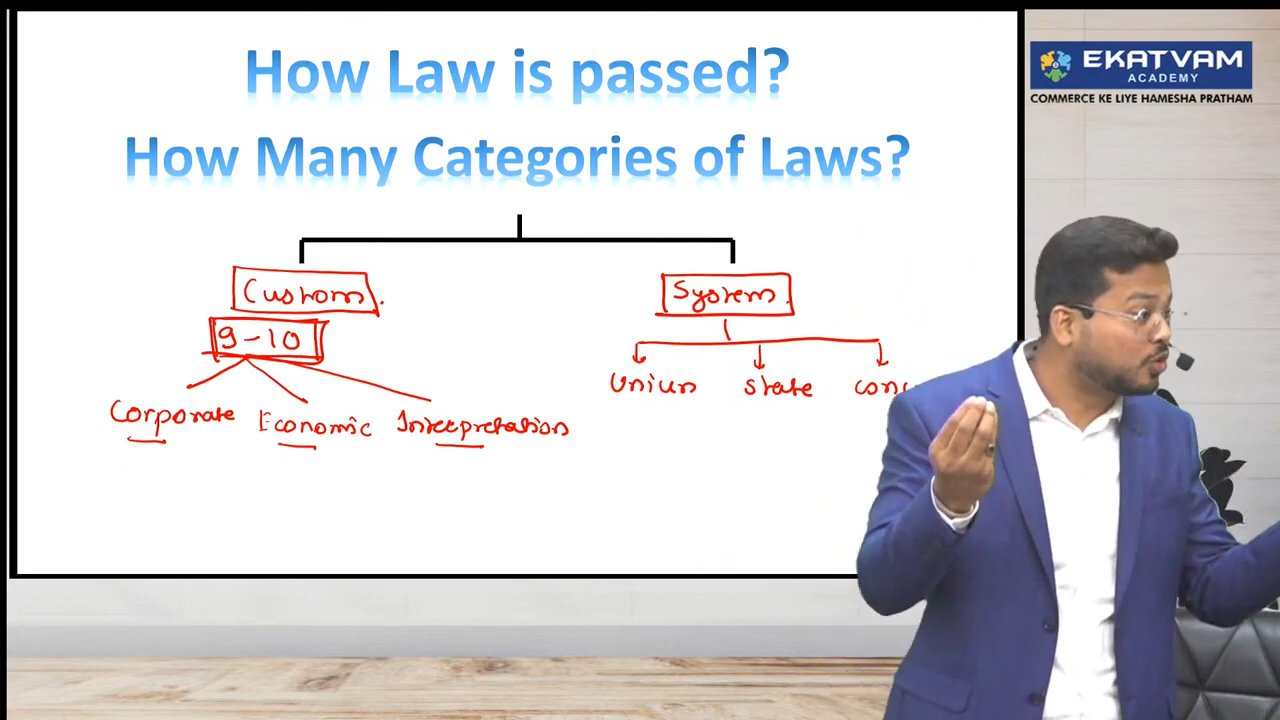 How Law is passed?
How Many Categories of Laws?
EKATVAM
ACADEMY
COMMERCE KE LIYE HAMESHA PRATHAM
Custom.
System.
9-10
Union State
Corporate Economic Interpretation